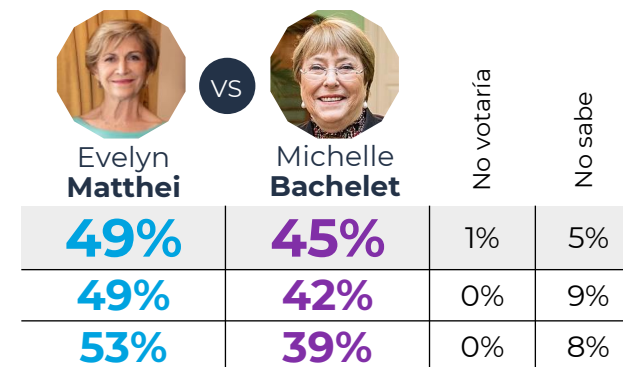 VS
Evelyn
Matthei
Michelle
Bachelet
No votaría
No sabe
49% 45% 1% 5%
49% 42% 0% 9%
53% 39% 0% 8%